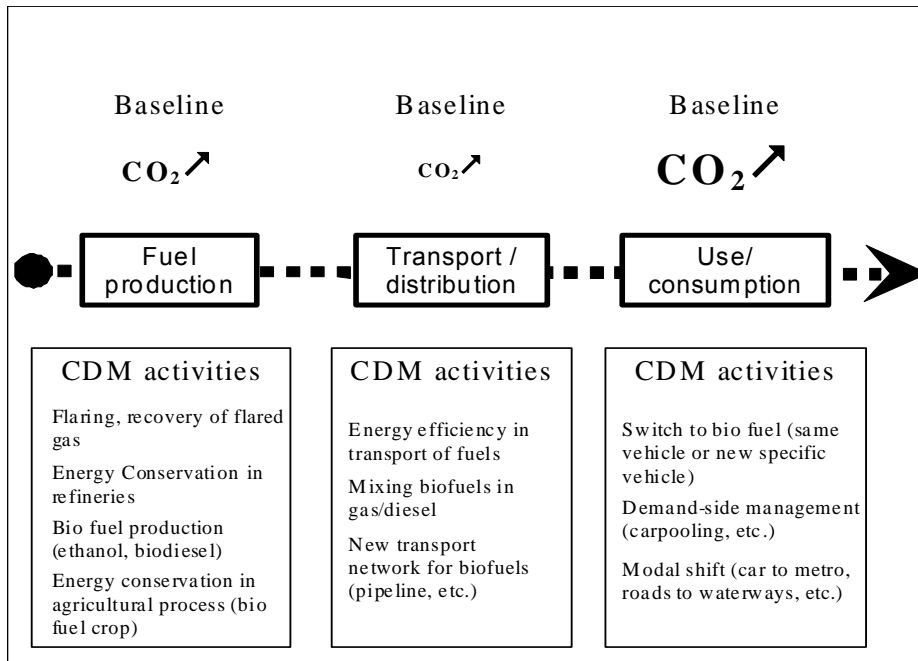 Baseline
Baseline
Baseline
CO₂
CO₂
CO₂
Fuel
production
Transport /
distribution
Use/
consumption
CDM activities
Flaring, recovery of flared
gas
Energy Conservation in
refineries
Bio fuel production
(ethanol, biodiesel)
Energy conservation in
agricultural process (bio
fuel crop)
CDM activities
Energy efficiency in
transport of fuels
Mixing biofuels in
gas/diesel
New transport
network for biofuels
(pipeline, etc.)
CDM activities
Switch to bio fuel (same
vehicle or new specific
vehicle)
Demand-side management
(carpooling, etc.)
Modal shift (car to metro,
roads to waterways, etc.)